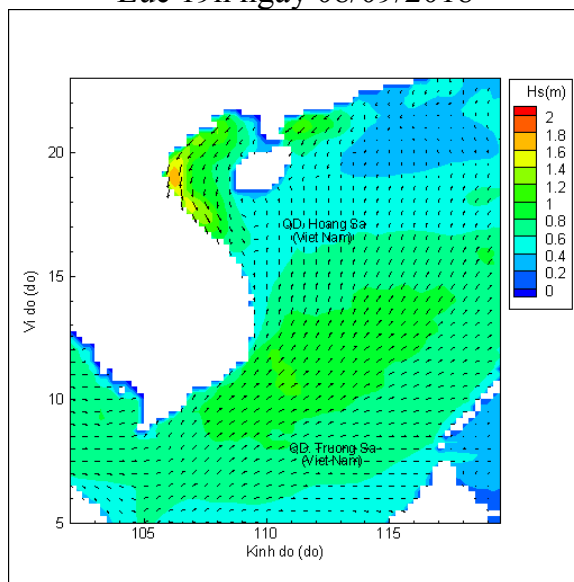 Lúc 19h ngày 08/09/2018
Hs(m)
2
1.8
1.6
1.4
1.2
1
0.8
0.6
0.4
0.2
0
20
15
10
5
Vi do (do)
QD. Hoang Sa
(Viet Nam)
QD. Truong Sa
(Viet Nam)
105
110
115
Kinh do (do)